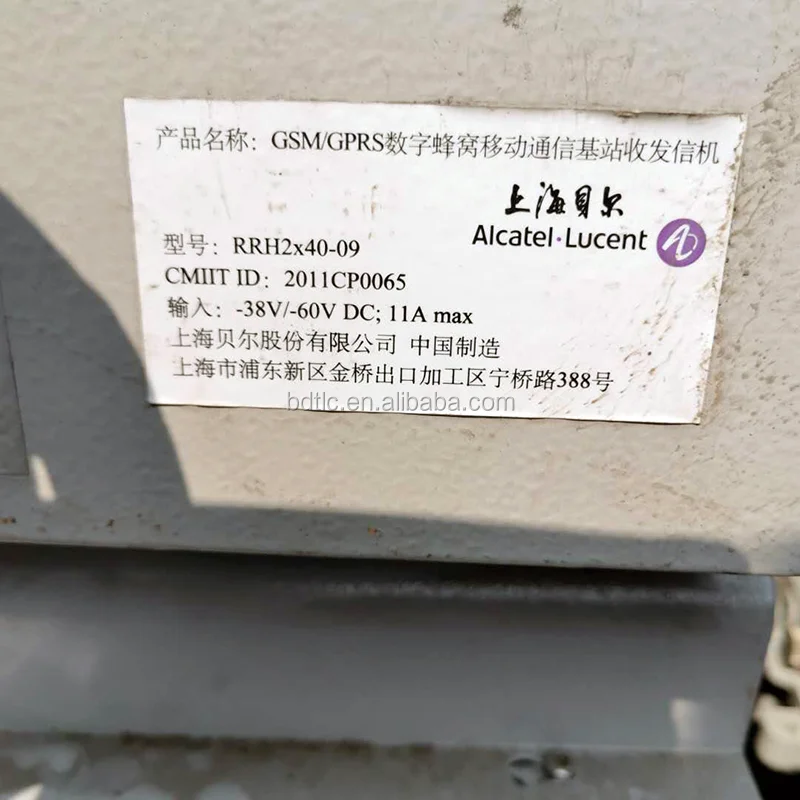 产品名称：GSM/GPRS数字蜂窝移动通信基站收发信机
上海贝尔
Alcatel·Lucent
型号：RRH2x40-09
CMIIT ID：2011CP0065
输入：-38V/-60V DC; 11A max
上海贝尔股份有限公司 中国制造
上海市浦东新区金桥出口加工区宁桥路388号
bdtlc.en.alibaba.com